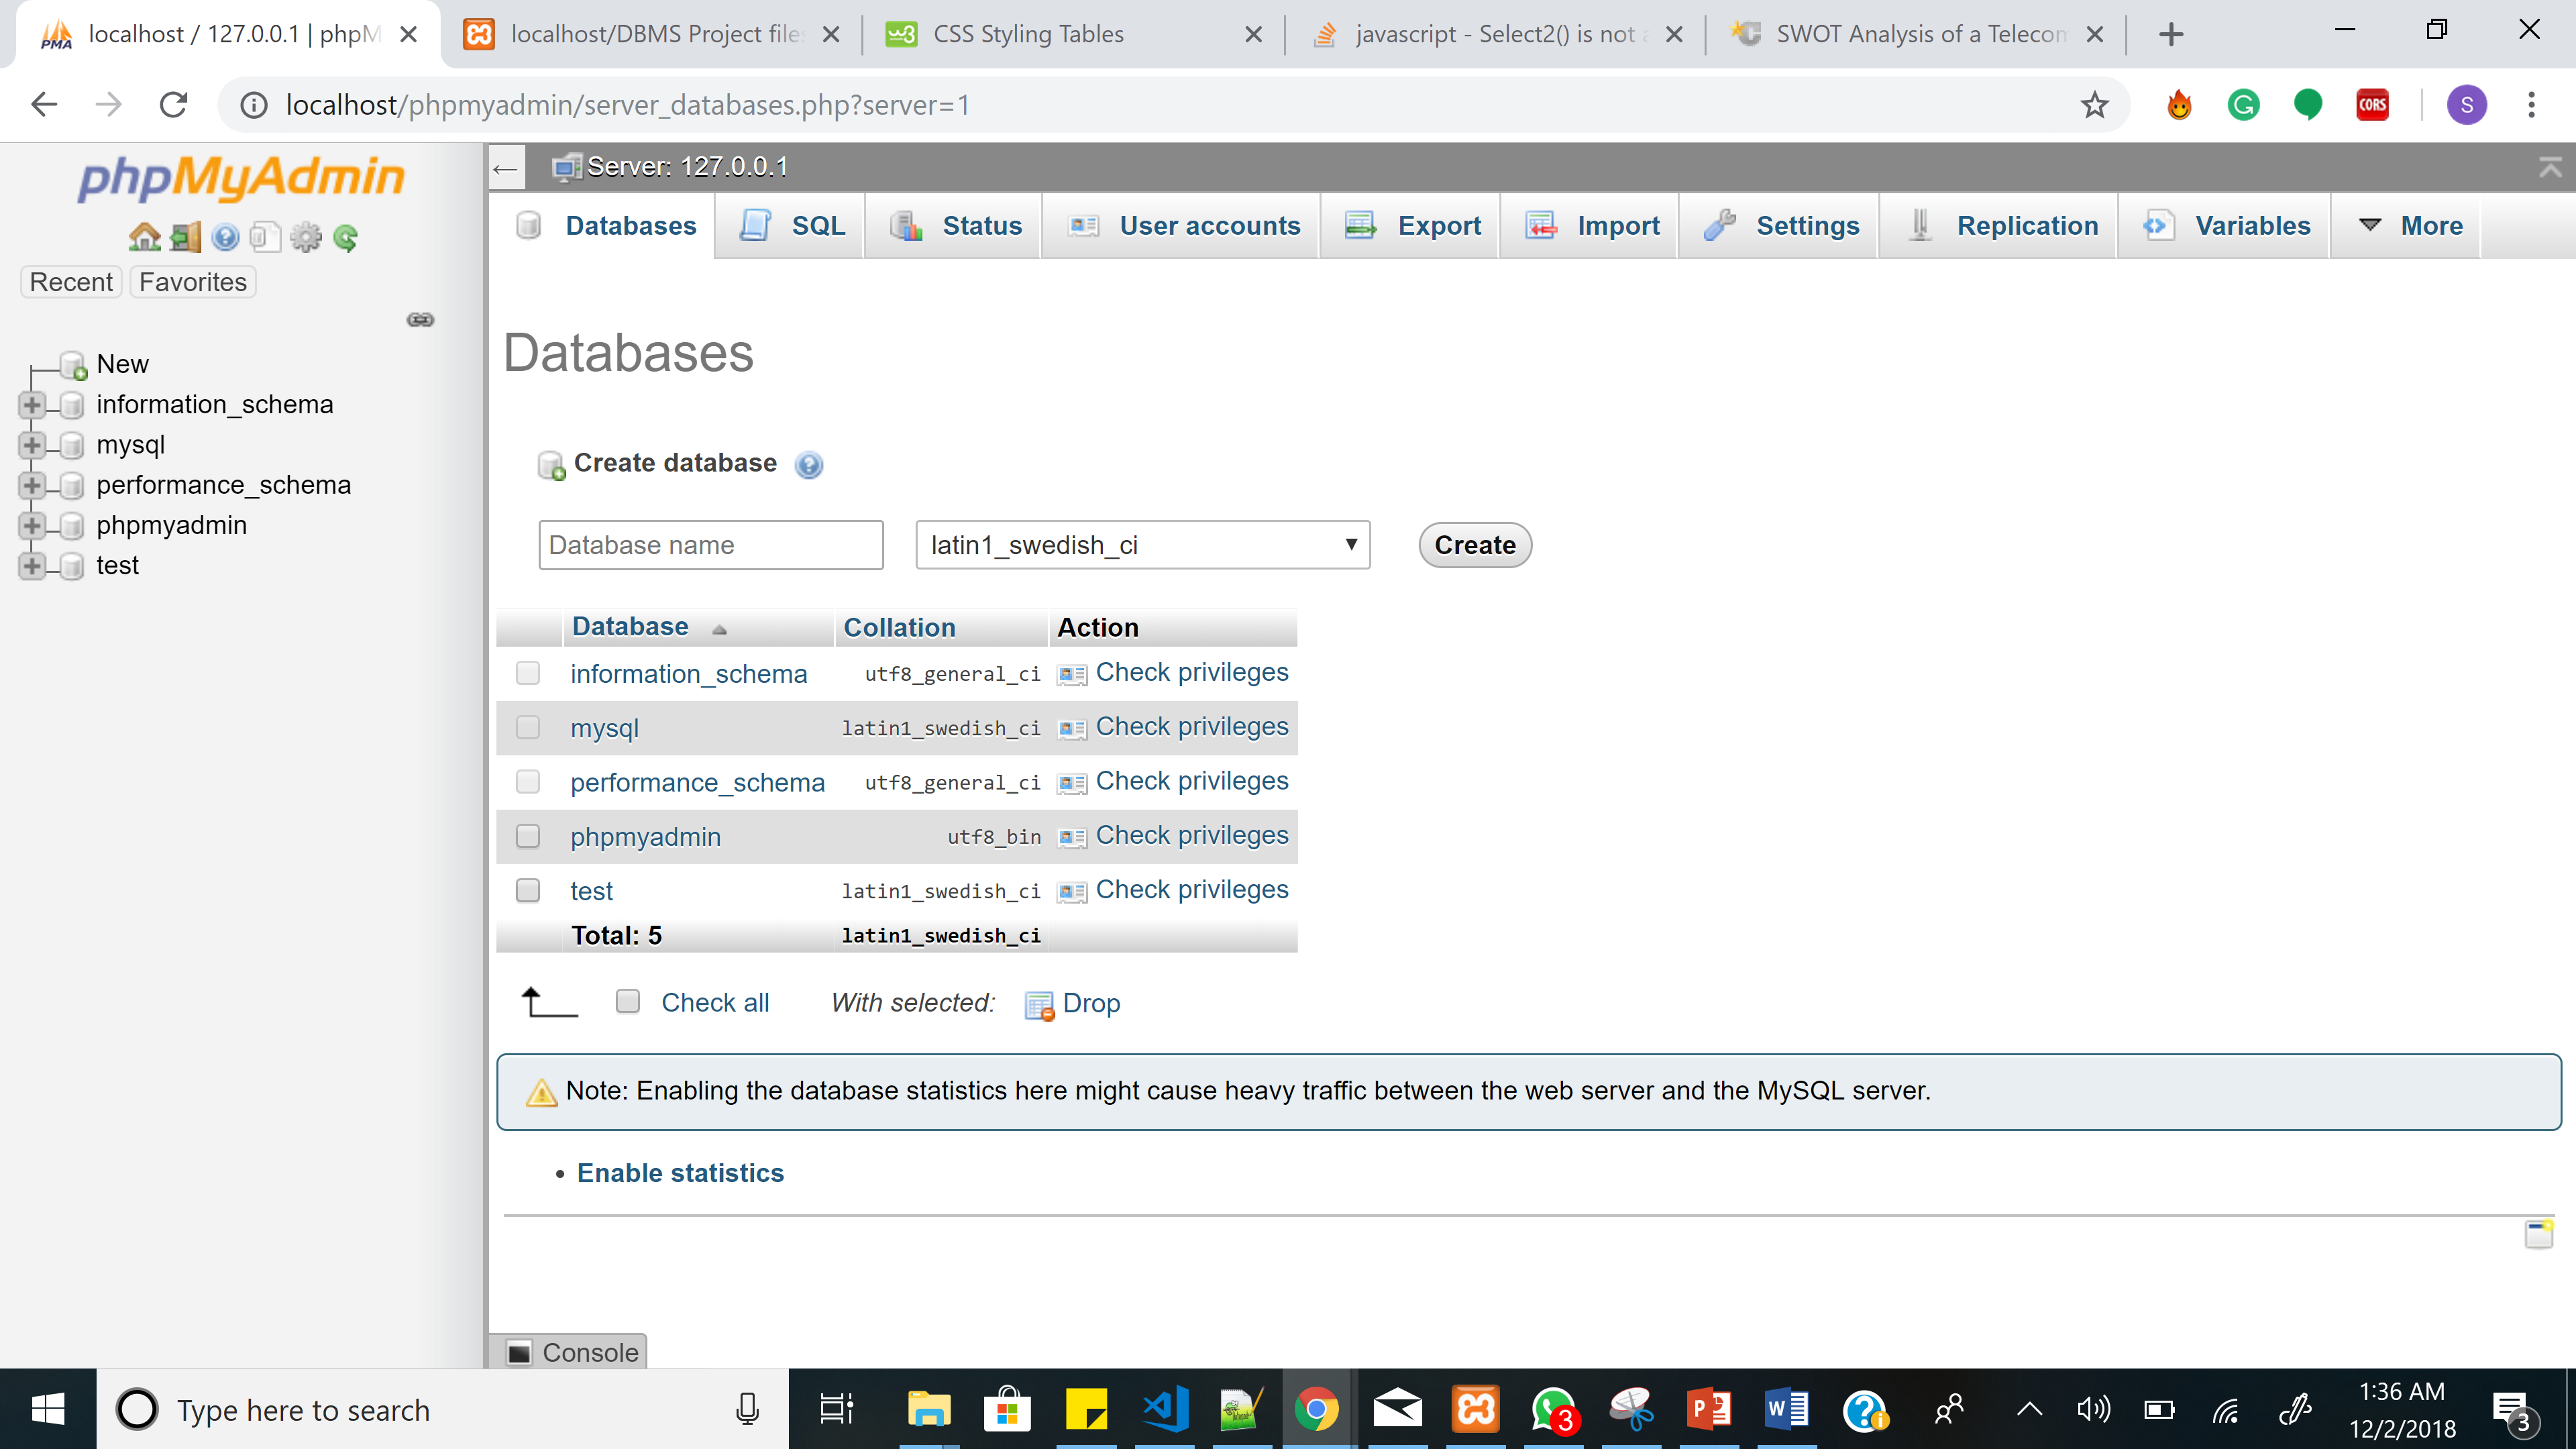 localhost / 127.0.0.1 | phpM
localhost/DBMS Project files
CSS Styling Tables
javascript - Select2() is not a
SWOT Analysis of a Telecom
localhost/phpmyadmin/server_databases.php?server=1
CORS
S
phpMyAdmin
Recent Favorites
New
information_schema
mysql
performance_schema
phpmyadmin
test
Server: 127.0.0.1
Databases SQL Status User accounts Export Import Settings Replication Variables More
Databases
Create database
Database name latin1_swedish_ci Create
Database Collation Action
information_schema utf8_general_ci Check privileges
mysql latin1_swedish_ci Check privileges
performance_schema utf8_general_ci Check privileges
phpmyadmin utf8_bin Check privileges
test latin1_swedish_ci Check privileges
Total: 5 latin1_swedish_ci
Check all With selected: Drop
Note: Enabling the database statistics here might cause heavy traffic between the web server and the MySQL server.
• Enable statistics
Console
Type here to search
3
1:36 AM
12/2/2018
3